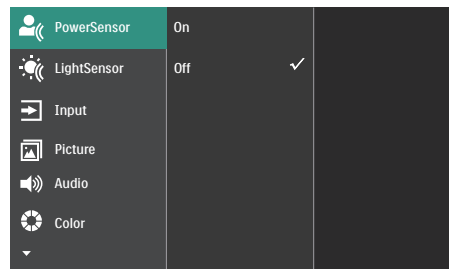 PowerSensor
On
LightSensor
Off
Input
Picture
Audio
Color